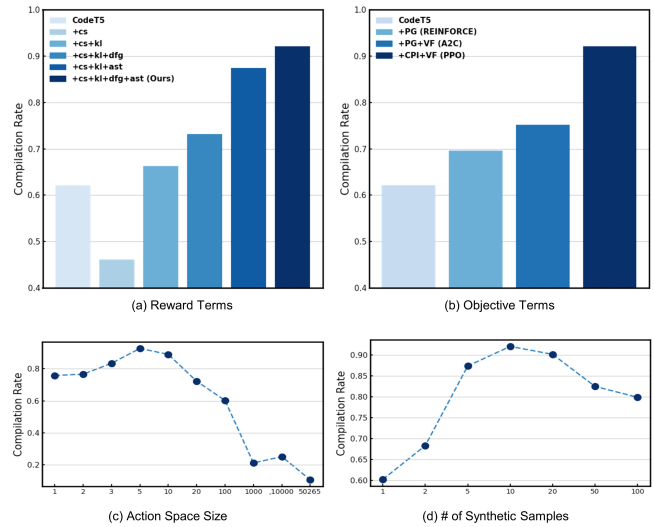 1.0
0.9
0.8
0.7
0.6
0.5
0.4
Compilation Rate
CodeT5
+cs
+cs+kl
+cs+kl+dfg
+cs+kl+ast
+cs+kl+dfg+ast (Ours)
(a) Reward Terms
1.0
0.9
0.8
0.7
0.6
0.5
0.4
Compilation Rate
CodeT5
+PG (REINFORCE)
+PG+VF (A2C)
+CPI+VF (PPO)
(b) Objective Terms
0.8
0.6
0.4
0.2
Compilation Rate
1 2 3 5 10 20 100 1000 ,10000 50265
(c) Action Space Size
0.90
0.85
0.80
0.75
0.70
0.65
0.60
Compilation Rate
1 2 5 10 20 50 100
(d) # of Synthetic Samples